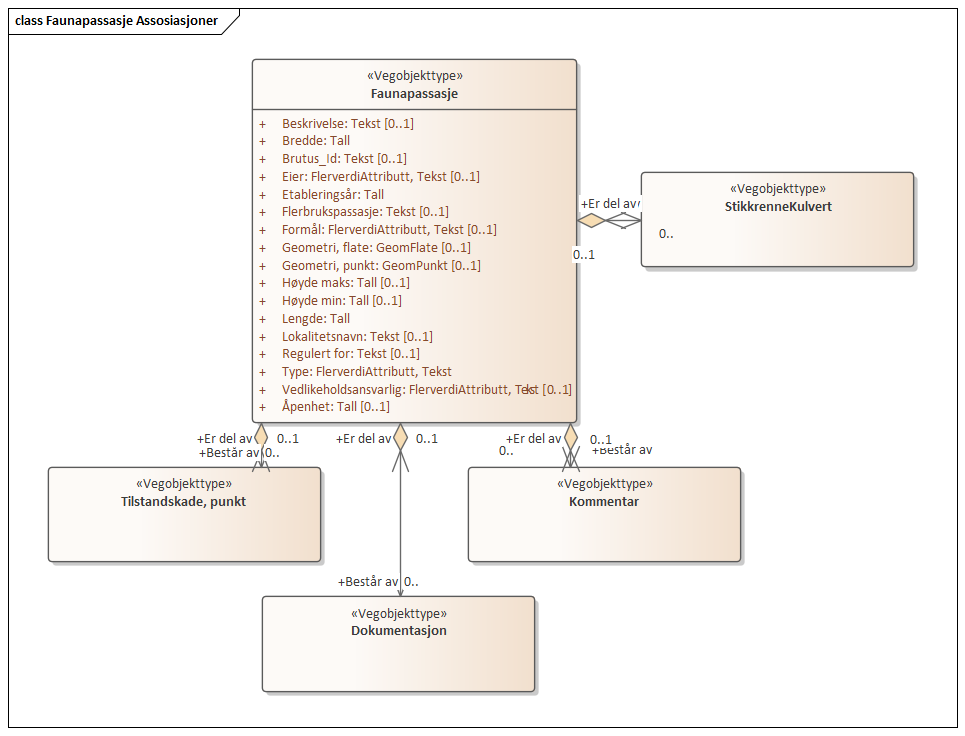 class Faunapassasje Assosiasjoner
«Vegobjekttype»
Faunapassasje
+ Beskrivelse: Tekst [0..1]
+ Bredde: Tall
+ Brutus_Id: Tekst [0..1]
+ Eier: FlerverdiAttributt, Tekst [0..1]
+ Etableringsår: Tall
+ Flerbrukspassasje: Tekst [0..1]
+ Formål: FlerverdiAttributt, Tekst [0..1]
+ Geometri, flate: GeomFlate [0..1]
+ Geometri, punkt: GeomPunkt [0..1]
+ Høyde maks: Tall [0..1]
+ Høyde min: Tall [0..1]
+ Lengde: Tall
+ Lokalitetsnavn: Tekst [0..1]
+ Regulert for: Tekst [0..1]
+ Type: FlerverdiAttributt, Tekst
+ Vedlikeholdsansvarlig: FlerverdiAttributt, Tekst [0..1]
+ Åpenhet: Tall [0..1]
+Er del av
0..1
«Vegobjekttype»
StikkrenneKulvert
0..
+Er del av 0..1
+Består av 0..
+Er del av 0..1
+Er del av 0..1
0.. +Består av
«Vegobjekttype»
Tilstandskade, punkt
«Vegobjekttype»
Kommentar
+Består av 0..
«Vegobjekttype»
Dokumentasjon